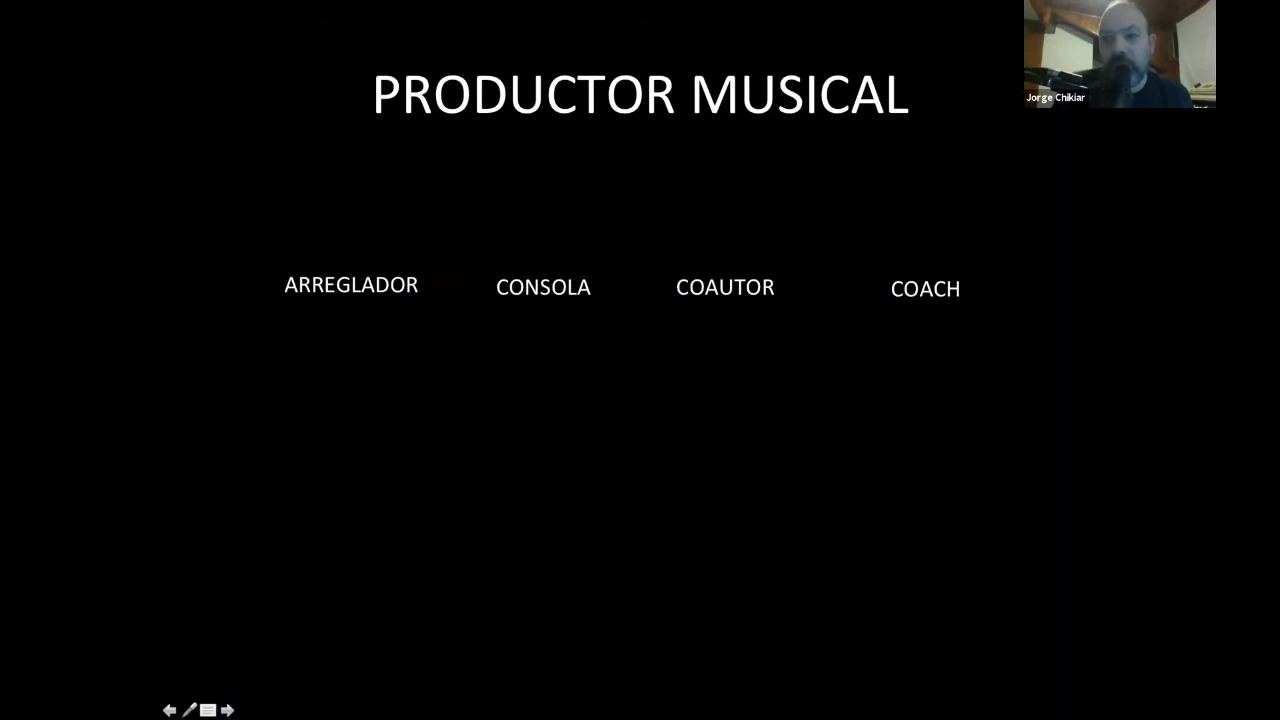 PRODUCTOR MUSICAL
Jorge Chikiar
ARREGLADOR CONSOLA COAUTOR COACH